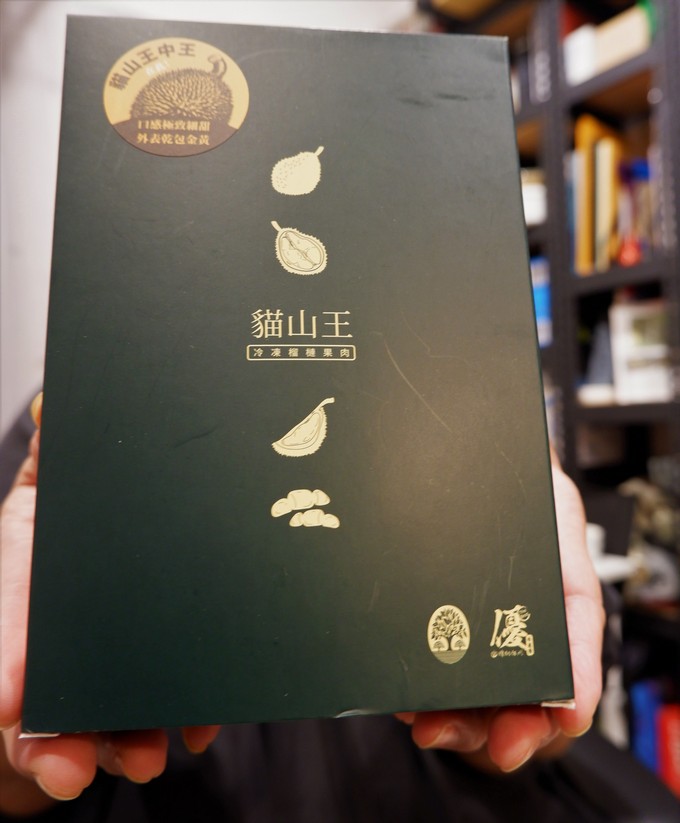 貓山王中王
口感極致細甜
外表乾包金黃
貓山王
冷凍榴槤果肉
優